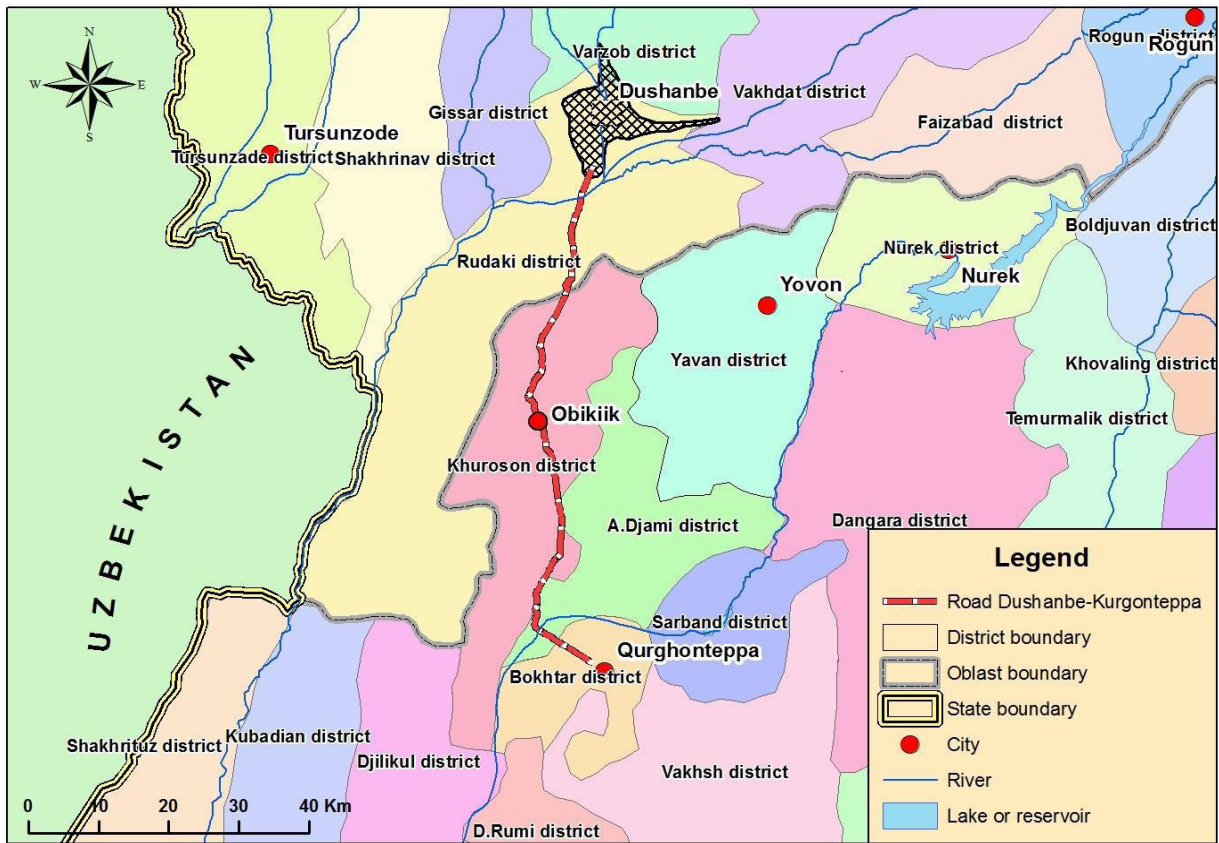 N
W
E
S
Varzob district
Rogun district
Rogun
Dushanbe
Vakhdat district
Gissar district
Faizabad district
Tursunzode
Tursunzade district
Shakhrinav district
Boldjuvan district
Nurek district
Rudaki district
Nurek
Yovon
UZBEKISTAN
Yavan district
Khovaling district
Obikiik
Temurmalik district
Khuroson district
A.Djami district
Dangara district
Sarband district
Qurghonteppa
Bokhtar district
Shakhrituz district
Kubadian district
Djilikul district
Vakhsh district
D.Rumi district
0 10 20 30 40 Km
Legend
Road Dushanbe-Kurgonteppa
District boundary
Oblast boundary
State boundary
City
River
Lake or reservoir